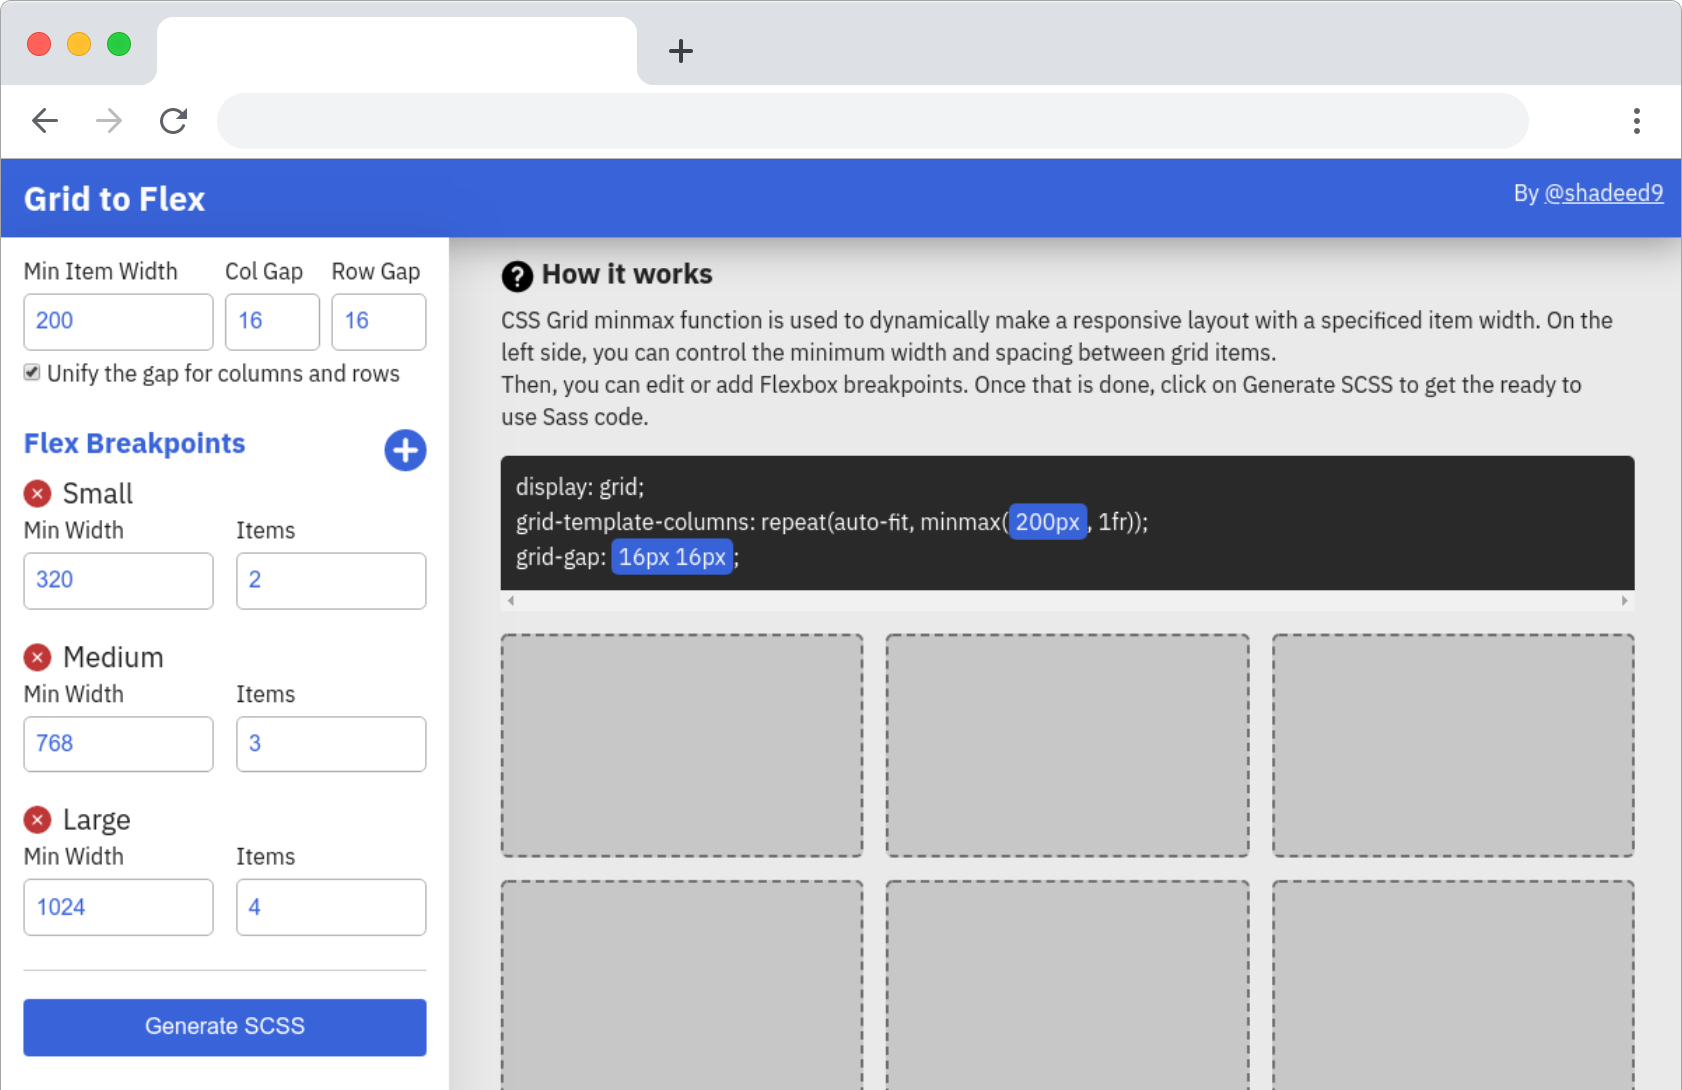 Grid to Flex
By @shadeed9
Min Item Width Col Gap Row Gap
200 16 16
Unify the gap for columns and rows
Flex Breakpoints
Small
Min Width Items
320 2
Medium
Min Width Items
768 3
Large
Min Width Items
1024 4
Generate SCSS
How it works
CSS Grid minmax function is used to dynamically make a responsive layout with a specificed item width. On the
left side, you can control the minimum width and spacing between grid items.
Then, you can edit or add Flexbox breakpoints. Once that is done, click on Generate SCSS to get the ready to
use Sass code.
display: grid;
grid-template-columns: repeat(auto-fit, minmax(200px, 1fr));
grid-gap: 16px 16px;